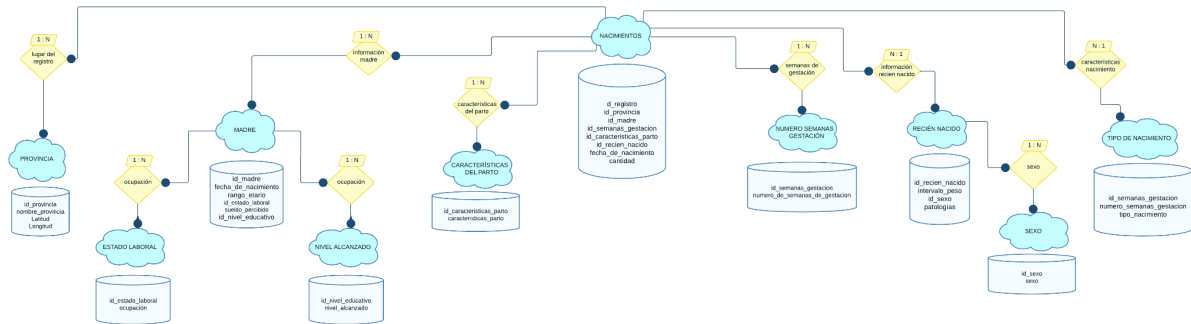 NACIMIENTOS
d_registro
id_provincia
id_madre
id_semanas_gestacion
id_caracteristicas_parto
id_recien_nacido
fecha_de_nacimiento
cantidad
1 : N
lugar del
registro
PROVINCIA
id_provincia
nombre_provincia
Latitud
Longitud
1 : N
información
madre
MADRE
id_madre
fecha_de_nacimiento
rango_etario
id_estado_laboral
sueldo_percibido
id_nivel_educativo
1 : N
ocupación
ESTADO LABORAL
id_estado_laboral
ocupación
1 : N
ocupación
NIVEL ALCANZADO
id_nivel_educativo
nivel_alcanzado
1 : N
características
del parto
CARACTERÍSTICAS
DEL PARTO
id_caracteristicas_parto
caracteristicas_parto
1 : N
semanas de
gestación
NUMERO SEMANAS
GESTACIÓN
id_semanas_gestacion
numero_de_semanas_de_gestacion
N : 1
información
recien nacido
RECIÉN NACIDO
id_recien_nacido
intervalo_peso
id_sexo
patologías
1 : N
sexo
SEXO
id_sexo
sexo
N : 1
características
nacimiento
TIPO DE NACIMIENTO
id_semanas_gestacion
numero_semanas_gestacion
tipo_nacimiento